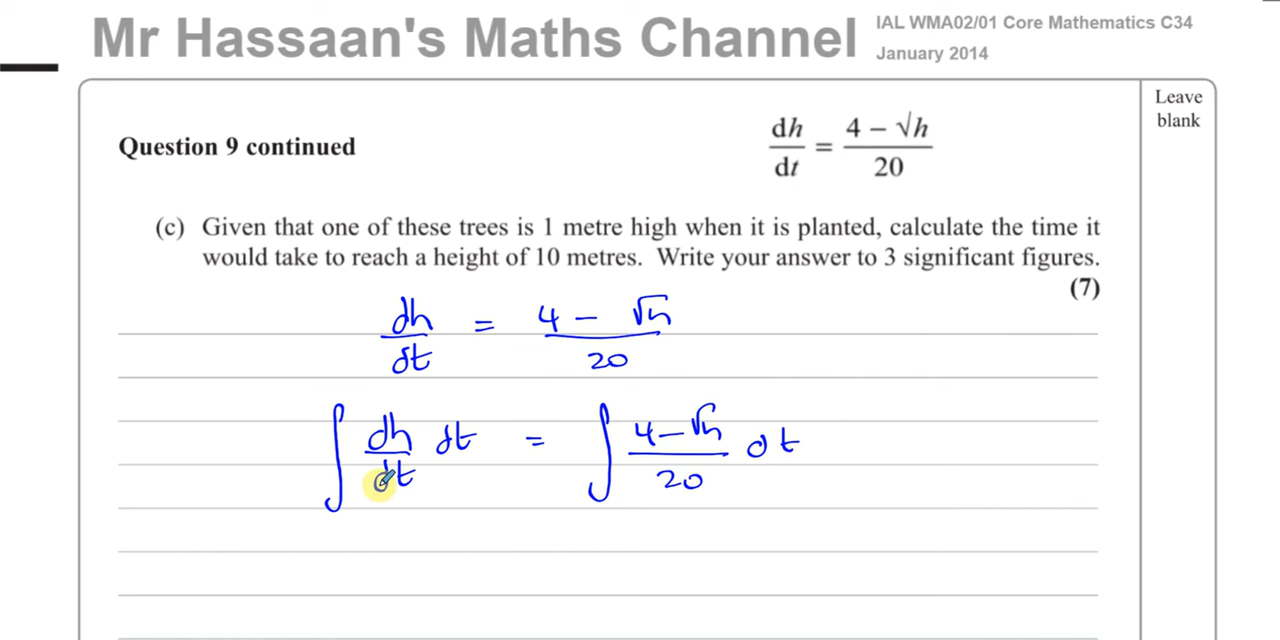 Mr Hassaan's Maths Channel
IAL WMA02/01 Core Mathematics C34
January 2014
Leave
blank
Question 9 continued
dh/dt = (4 – √h)/20
(c) Given that one of these trees is 1 metre high when it is planted, calculate the time it
would take to reach a height of 10 metres. Write your answer to 3 significant figures.
(7)
dh/dt = (4 – √h)/20
∫ dh/dt dt = ∫ (4–√h)/20 dt